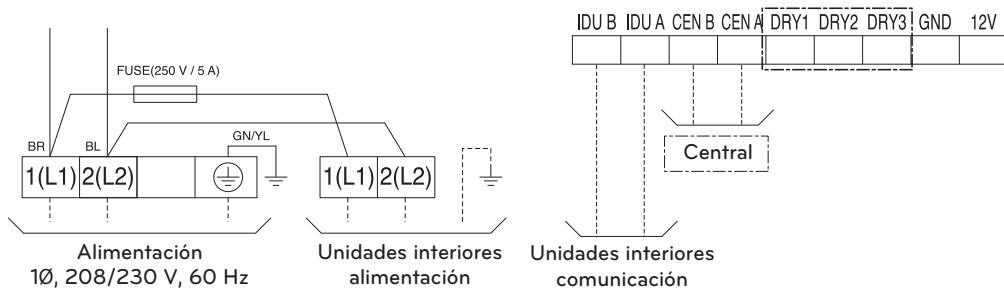 FUSE(250 V / 5 A)
BR
BL
GN/YL
1(L1) 2(L2)
1(L1) 2(L2)
Alimentación
1Ø, 208/230 V, 60 Hz
Unidades interiores
alimentación
IDU B IDU A CEN B CEN A DRY1 DRY2 DRY3 GND 12V
Central
Unidades interiores
comunicación